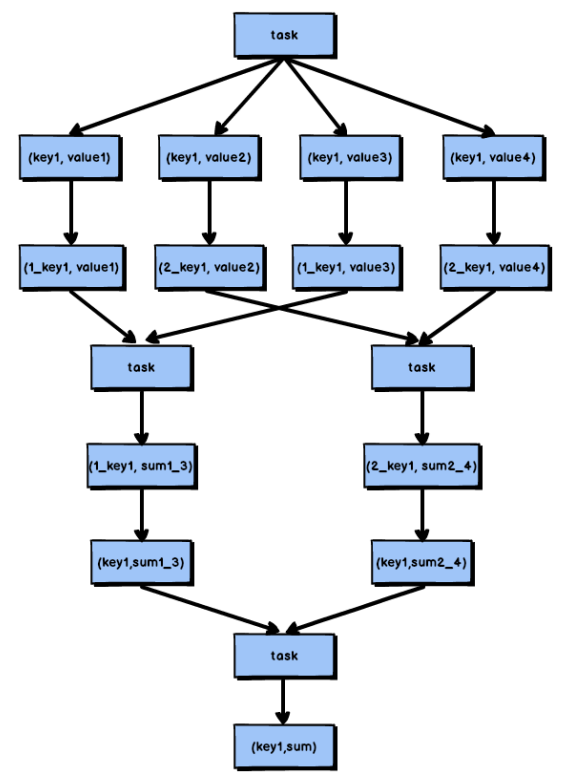 task
(key1, value1)
(key1, value2)
(key1, value3)
(key1, value4)
(1_key1, value1)
(2_key1, value2)
(1_key1, value3)
(2_key1, value4)
task
task
(1_key1, sum1_3)
(2_key1, sum2_4)
(key1,sum1_3)
(key1,sum2_4)
task
(key1,sum)